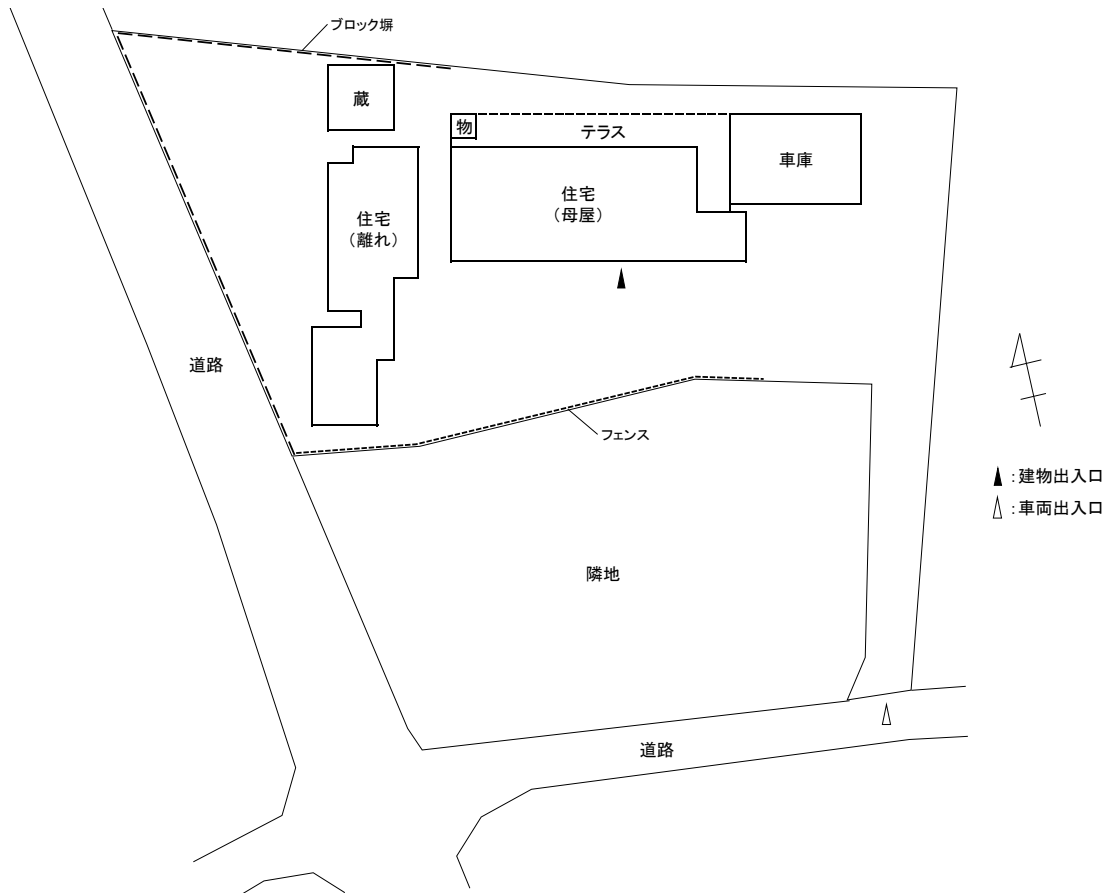 ブロック塀
蔵
物
テラス
車庫
住宅
（母屋）
住宅
（離れ）
道路
フェンス
▲：建物出入口
△：車両出入口
隣地
道路